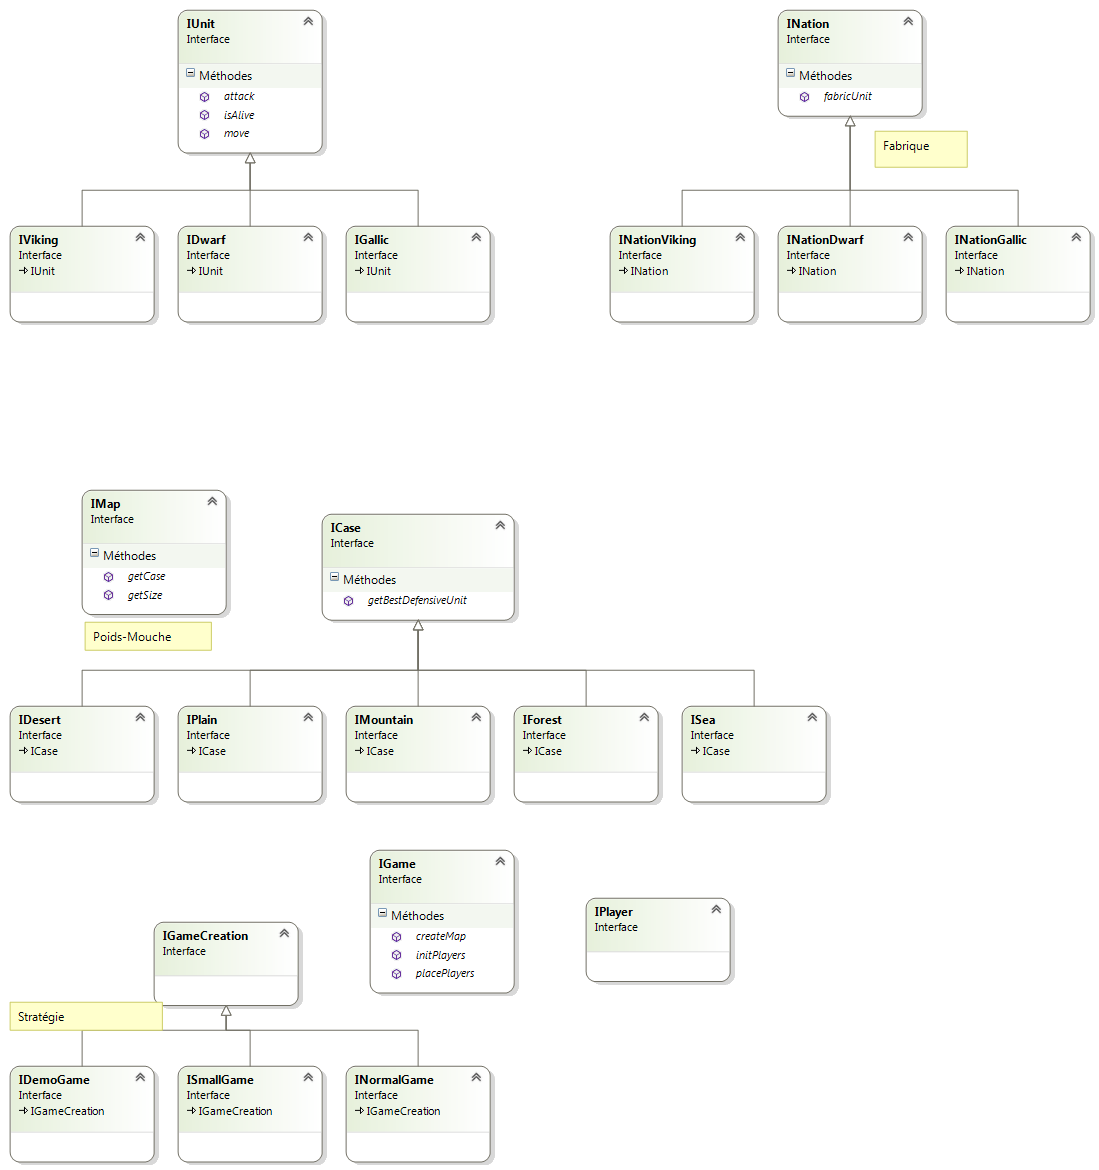 IUnit
Interface
Méthodes
attack
isAlive
move
INation
Interface
Méthodes
fabricUnit
Fabrique
IViking
Interface
IUnit
IDwarf
Interface
IUnit
IGallic
Interface
IUnit
INationViking
Interface
INation
INationDwarf
Interface
INation
INationGallic
Interface
INation
IMap
Interface
Méthodes
getCase
getSize
Poids-Mouche
ICase
Interface
Méthodes
getBestDefensiveUnit
IDesert
Interface
ICase
IPlain
Interface
ICase
IMountain
Interface
ICase
IForest
Interface
ICase
ISea
Interface
ICase
IGame
Interface
Méthodes
createMap
initPlayers
placePlayers
IPlayer
Interface
IGameCreation
Interface
Stratégie
IDemoGame
Interface
IGameCreation
ISmallGame
Interface
IGameCreation
INormalGame
Interface
IGameCreation